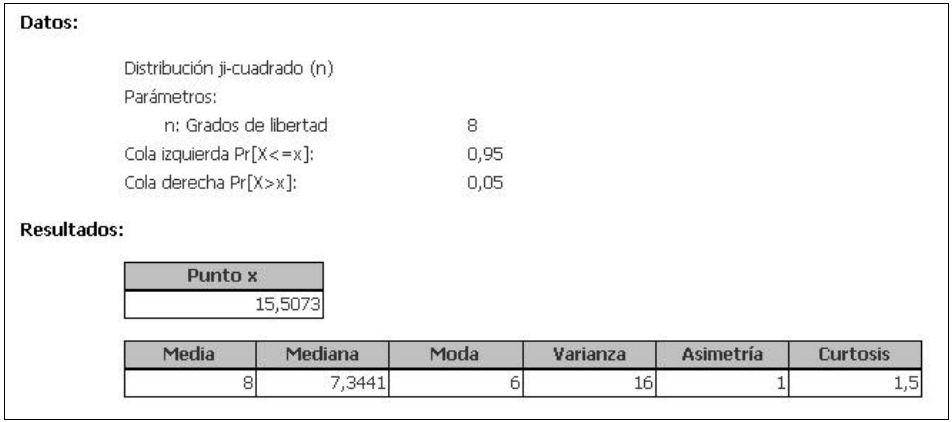 Datos:
Distribución ji-cuadrado (n)
Parámetros:
n: Grados de libertad 8
Cola izquierda Pr[X<=x]: 0,95
Cola derecha Pr[X>x]: 0,05
Resultados:
Punto x
15,5073
Media Mediana Moda Varianza Asimetría Curtosis
8 7,3441 6 16 1 1,5